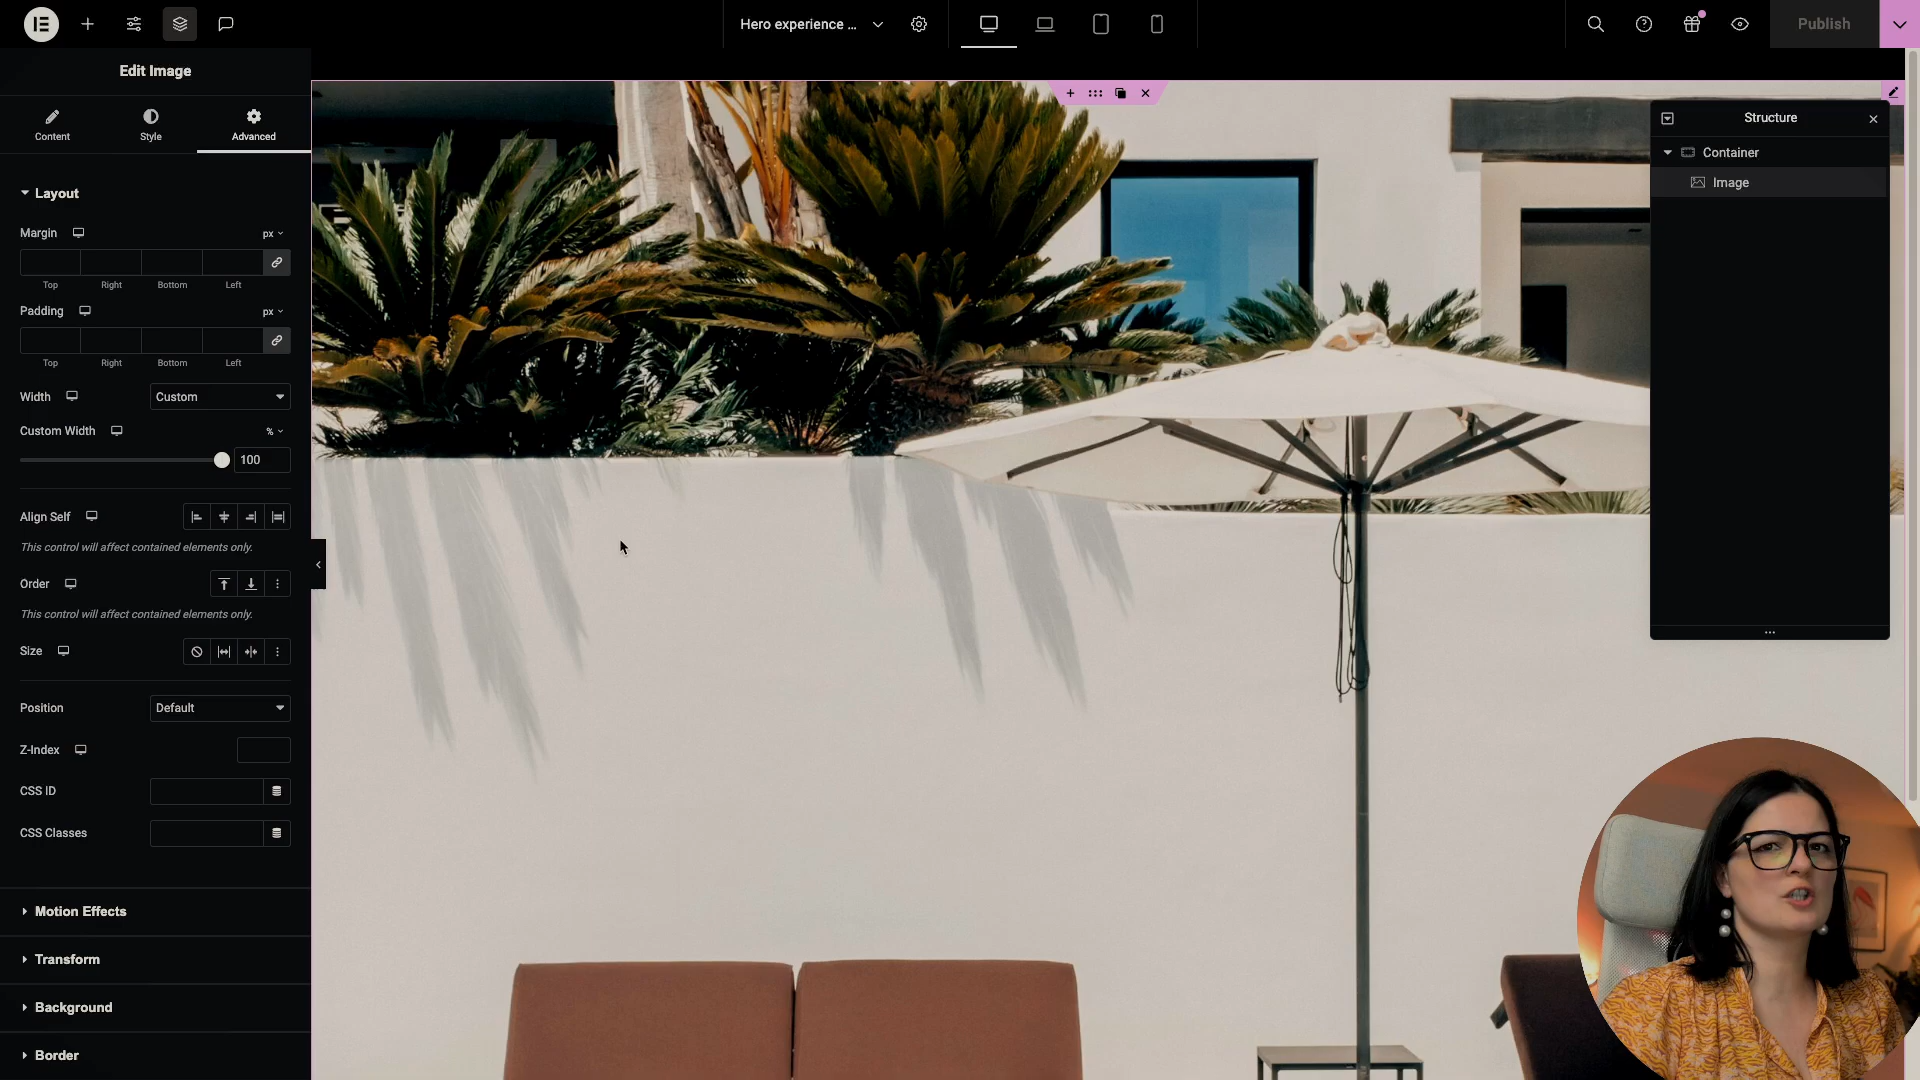 Hero experience ...
Publish
Edit Image
Content
Style
Advanced
Layout
Margin
px
Top
Right
Bottom
Left
Padding
px
Top
Right
Bottom
Left
Width
Custom
Custom Width
%
100
Align Self
This control will affect contained elements only.
Order
This control will affect contained elements only.
Size
Position
Default
Z-Index
CSS ID
CSS Classes
Motion Effects
Transform
Background
Border
Structure
Container
Image